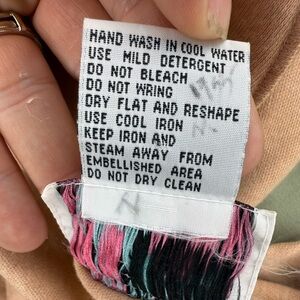 HAND WASH IN COOL WATER
USE MILD DETERGENT
DO NOT BLEACH
DO NOT WRING
DRY FLAT AND RESHAPE
USE COOL IRON
KEEP IRON AND
STEAM AWAY FROM
EMBELLISHED AREA
DO NOT DRY CLEAN